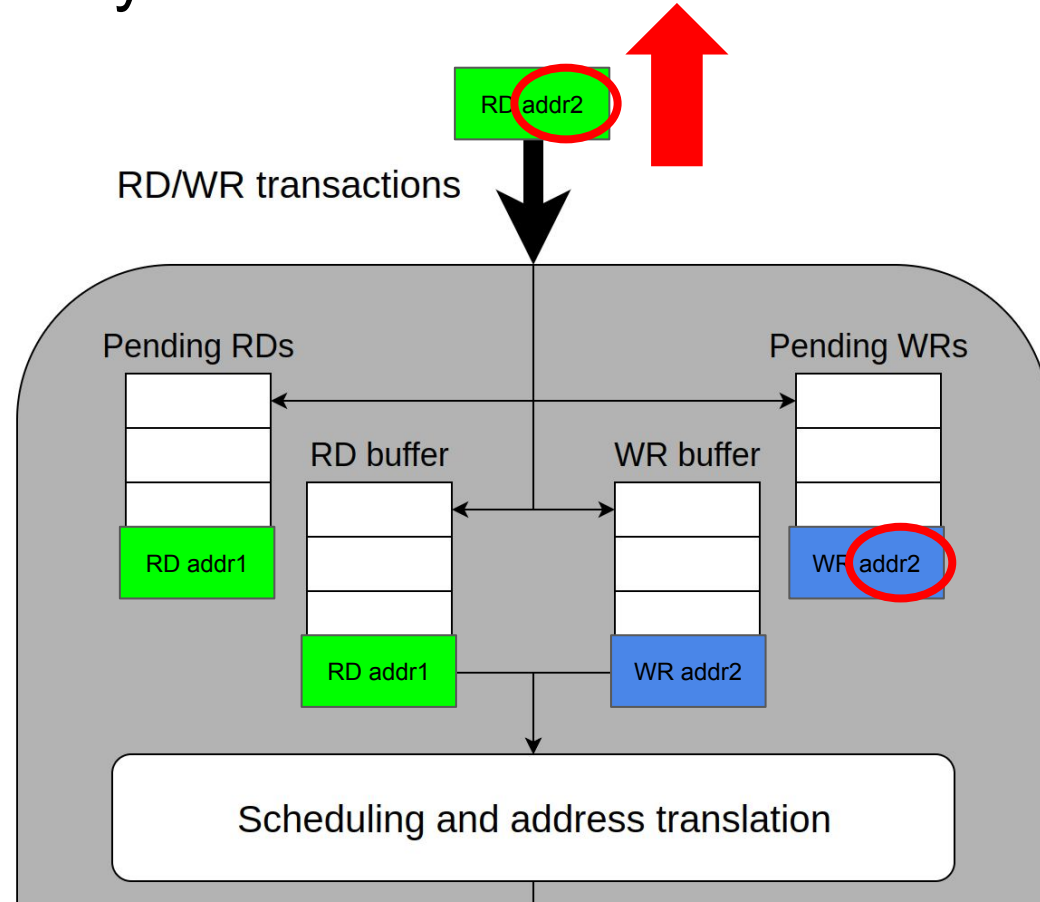 RD addr2
RD/WR transactions
Pending RDs
Pending WRs
RD buffer
WR buffer
RD addr1
WR addr2
RD addr1
WR addr2
Scheduling and address translation